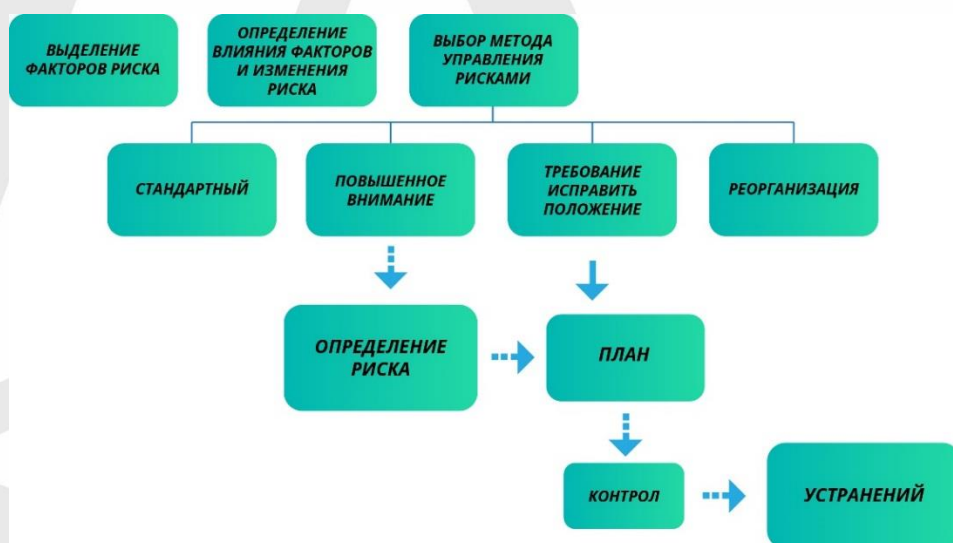 ВЫДЕЛЕНИЕ
ФАКТОРОВ РИСКА
ОПРЕДЕЛЕНИЕ
ВЛИЯНИЯ ФАКТОРОВ
И ИЗМЕНЕНИЯ
РИСКА
ВЫБОР МЕТОДА
УПРАВЛЕНИЯ
РИСКАМИ
СТАНДАРТНЫЙ
ПОВЫШЕННОЕ
ВНИМАНИЕ
ТРЕБОВАНИЕ
ИСПРАВИТЬ
ПОЛОЖЕНИЕ
РЕОРГАНИЗАЦИЯ
ОПРЕДЕЛЕНИЕ
РИСКА
ПЛАН
КОНТРОЛ
УСТРАНЕНИЙ